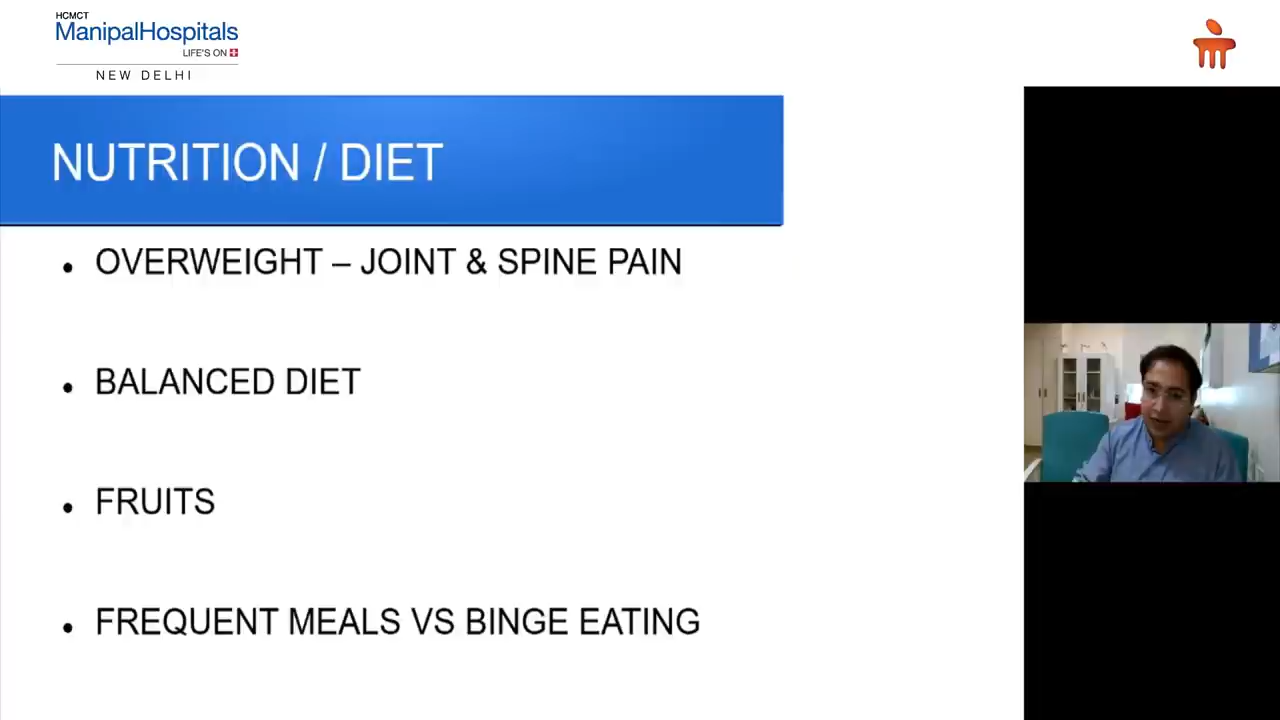 HCMCT
ManipalHospitals
LIFE'S ON
NEW DELHI
NUTRITION / DIET
• OVERWEIGHT – JOINT & SPINE PAIN
• BALANCED DIET
• FRUITS
• FREQUENT MEALS VS BINGE EATING